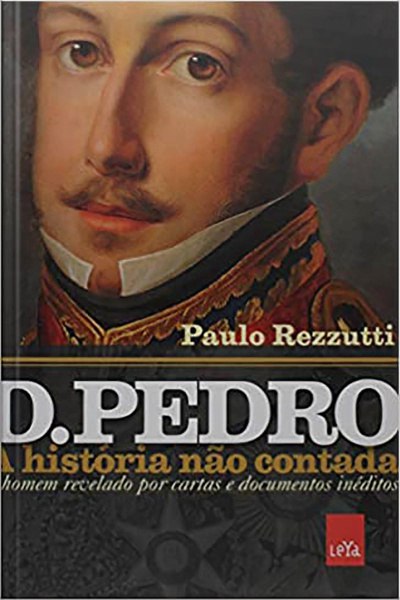 Paulo Rezzutti
D.PEDRO
A história não contada
homem revelado por cartas e documentos inéditos
LeYa